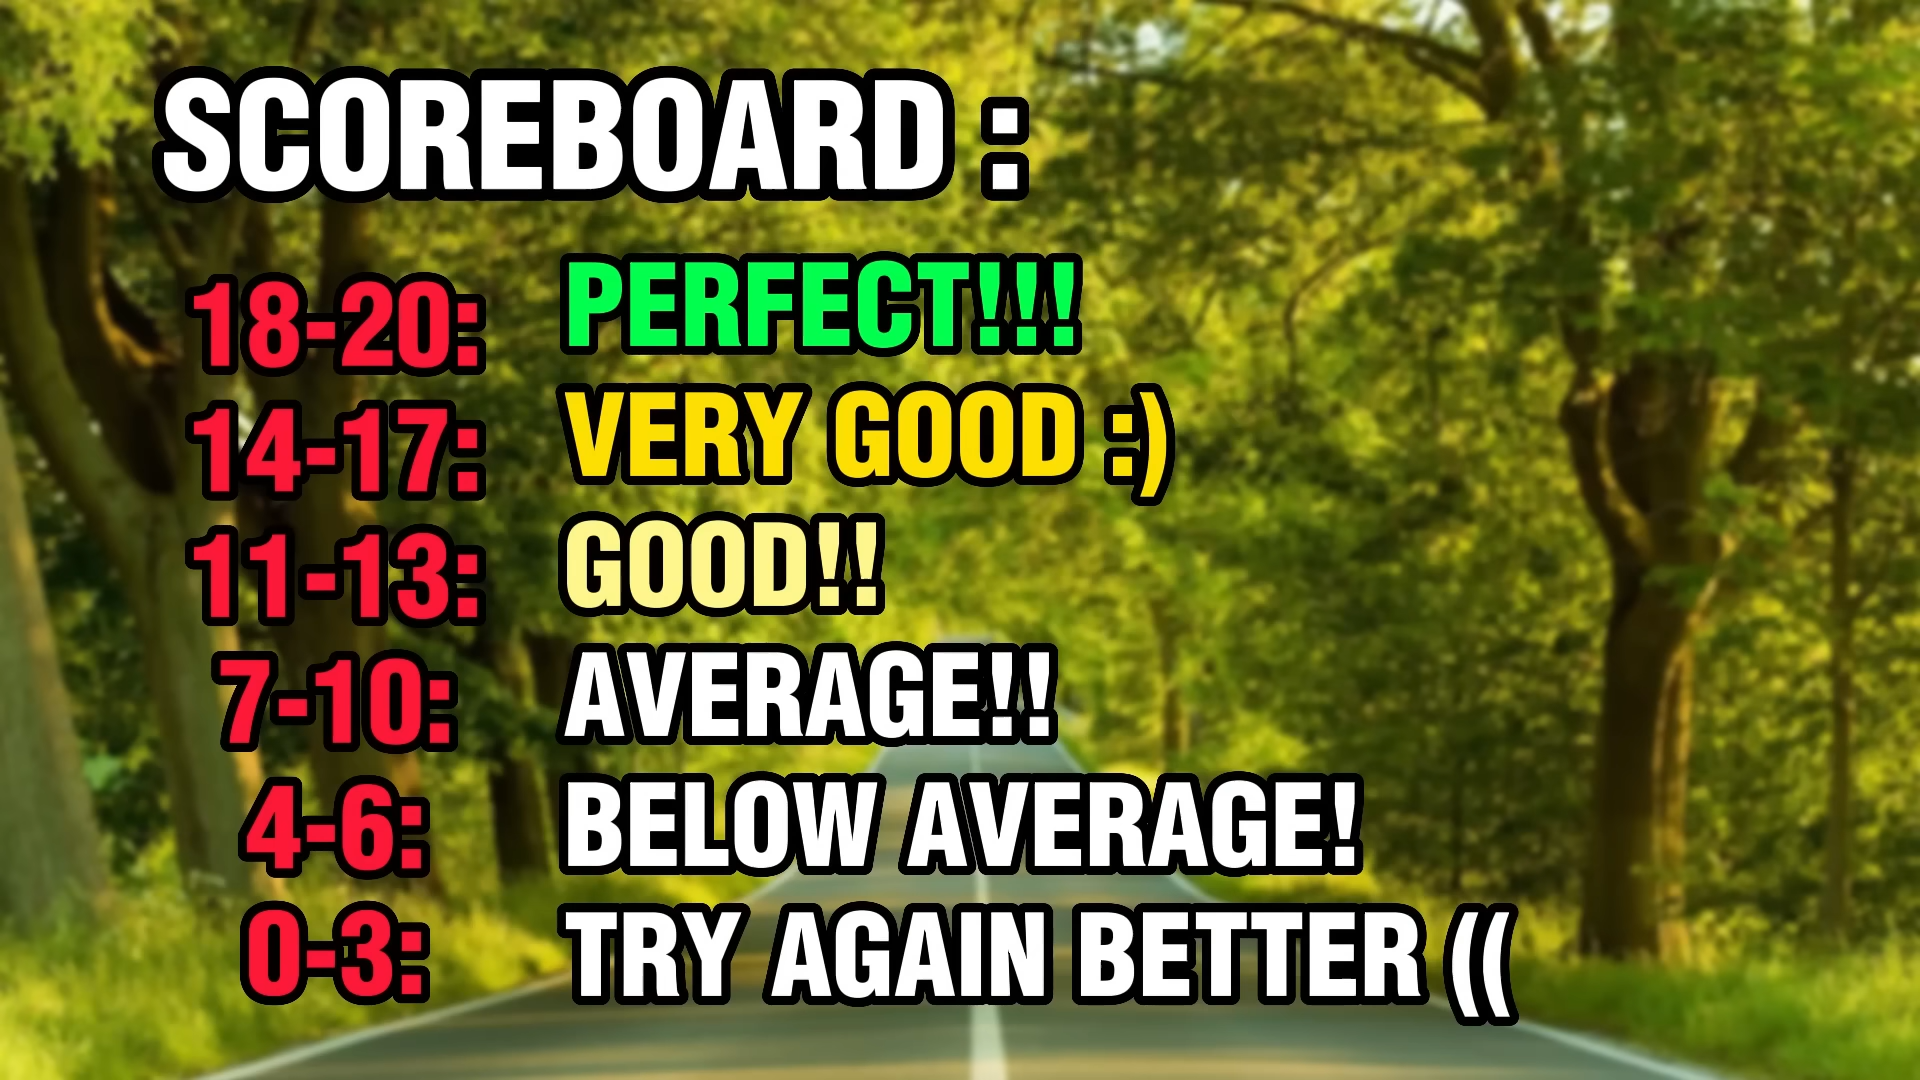 SCOREBOARD :
18-20: PERFECT!!!
14-17: VERY GOOD :)
11-13: GOOD!!
7-10: AVERAGE!!
4-6: BELOW AVERAGE!
0-3: TRY AGAIN BETTER ((